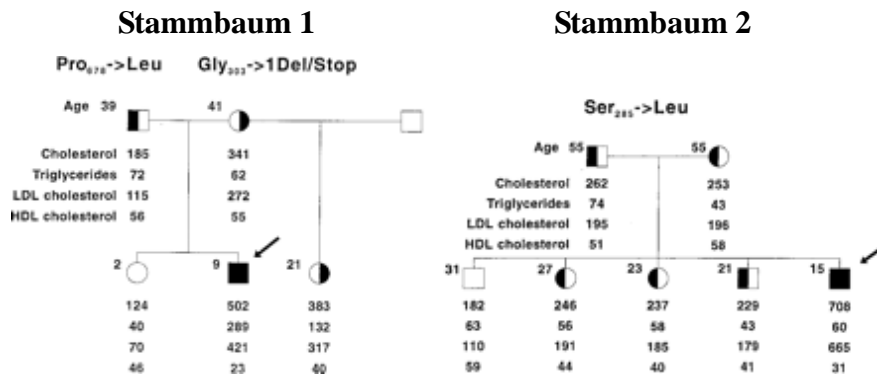 Stammbaum 1
Pro₆₇₈->Leu Gly₃₀₃->1Del/Stop
Age 39 41
Cholesterol 185 341
Triglycerides 72 62
LDL cholesterol 115 272
HDL cholesterol 56 55
2 9 21
124 502 383
40 289 132
70 421 317
46 23 40
Stammbaum 2
Ser₂₈₅->Leu
Age 55 55
Cholesterol 262 253
Triglycerides 74 43
LDL cholesterol 195 196
HDL cholesterol 51 58
31 27 23 21 15
182 246 237 229 708
63 56 58 43 60
110 191 185 179 665
59 44 40 41 31